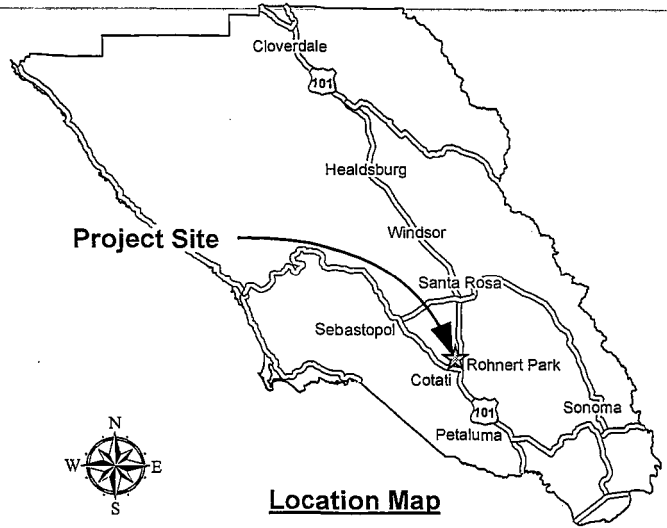 Cloverdale
101
Healdsburg
Windsor
Project Site
Santa Rosa
Sebastopol
Rohnert Park
Cotati
101
Sonoma
Petaluma
N
W E
S
Location Map